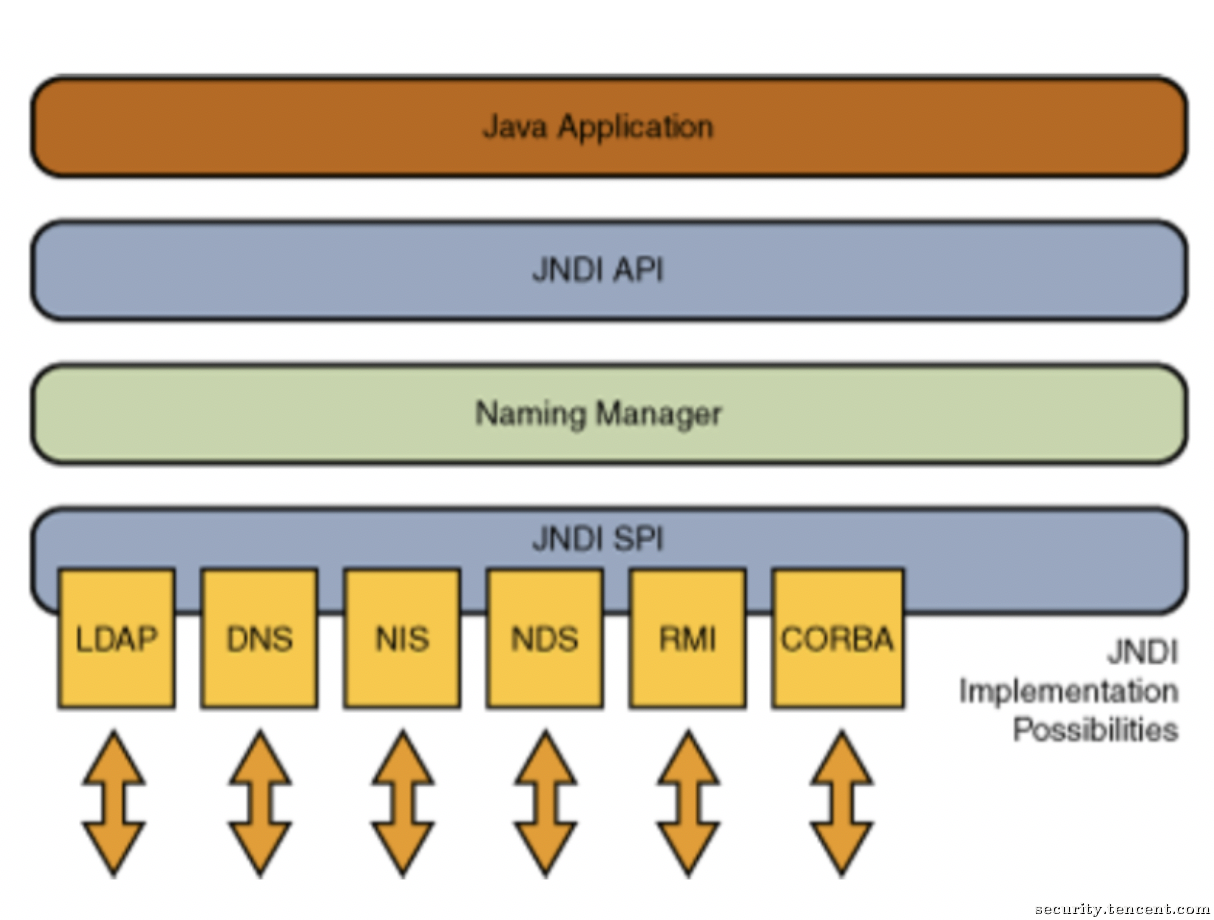 Java Application
JNDI API
Naming Manager
JNDI SPI
LDAP DNS NIS NDS RMI CORBA
JNDI
Implementation
Possibilities
security.tencent.com